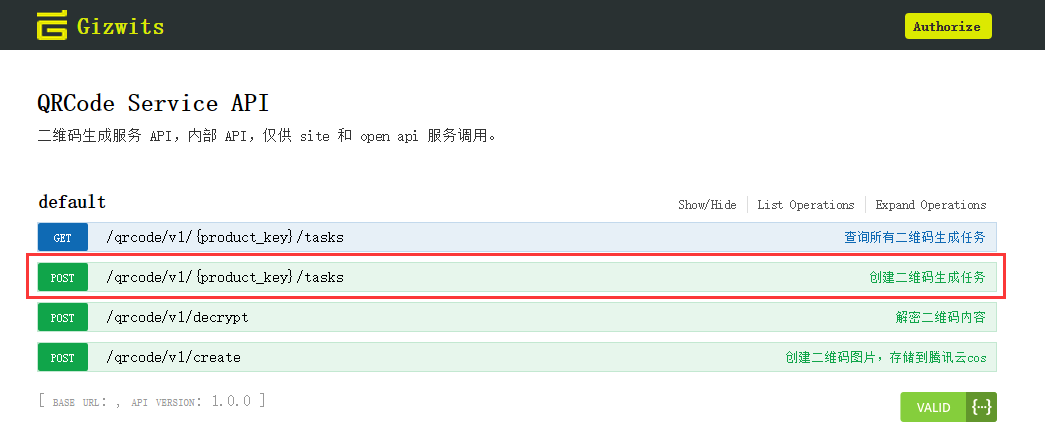 Gizwits
Authorize
QRCode Service API
二维码生成服务 API，内部 API，仅供 site 和 open api 服务调用。
default
Show/Hide
List Operations
Expand Operations
GET /qrcode/v1/{product_key}/tasks 查询所有二维码生成任务
POST /qrcode/v1/{product_key}/tasks 创建二维码生成任务
POST /qrcode/v1/decrypt 解密二维码内容
POST /qrcode/v1/create 创建二维码图片，存储到腾讯云cos
[ BASE URL: , API VERSION: 1.0.0 ]
VALID {···}